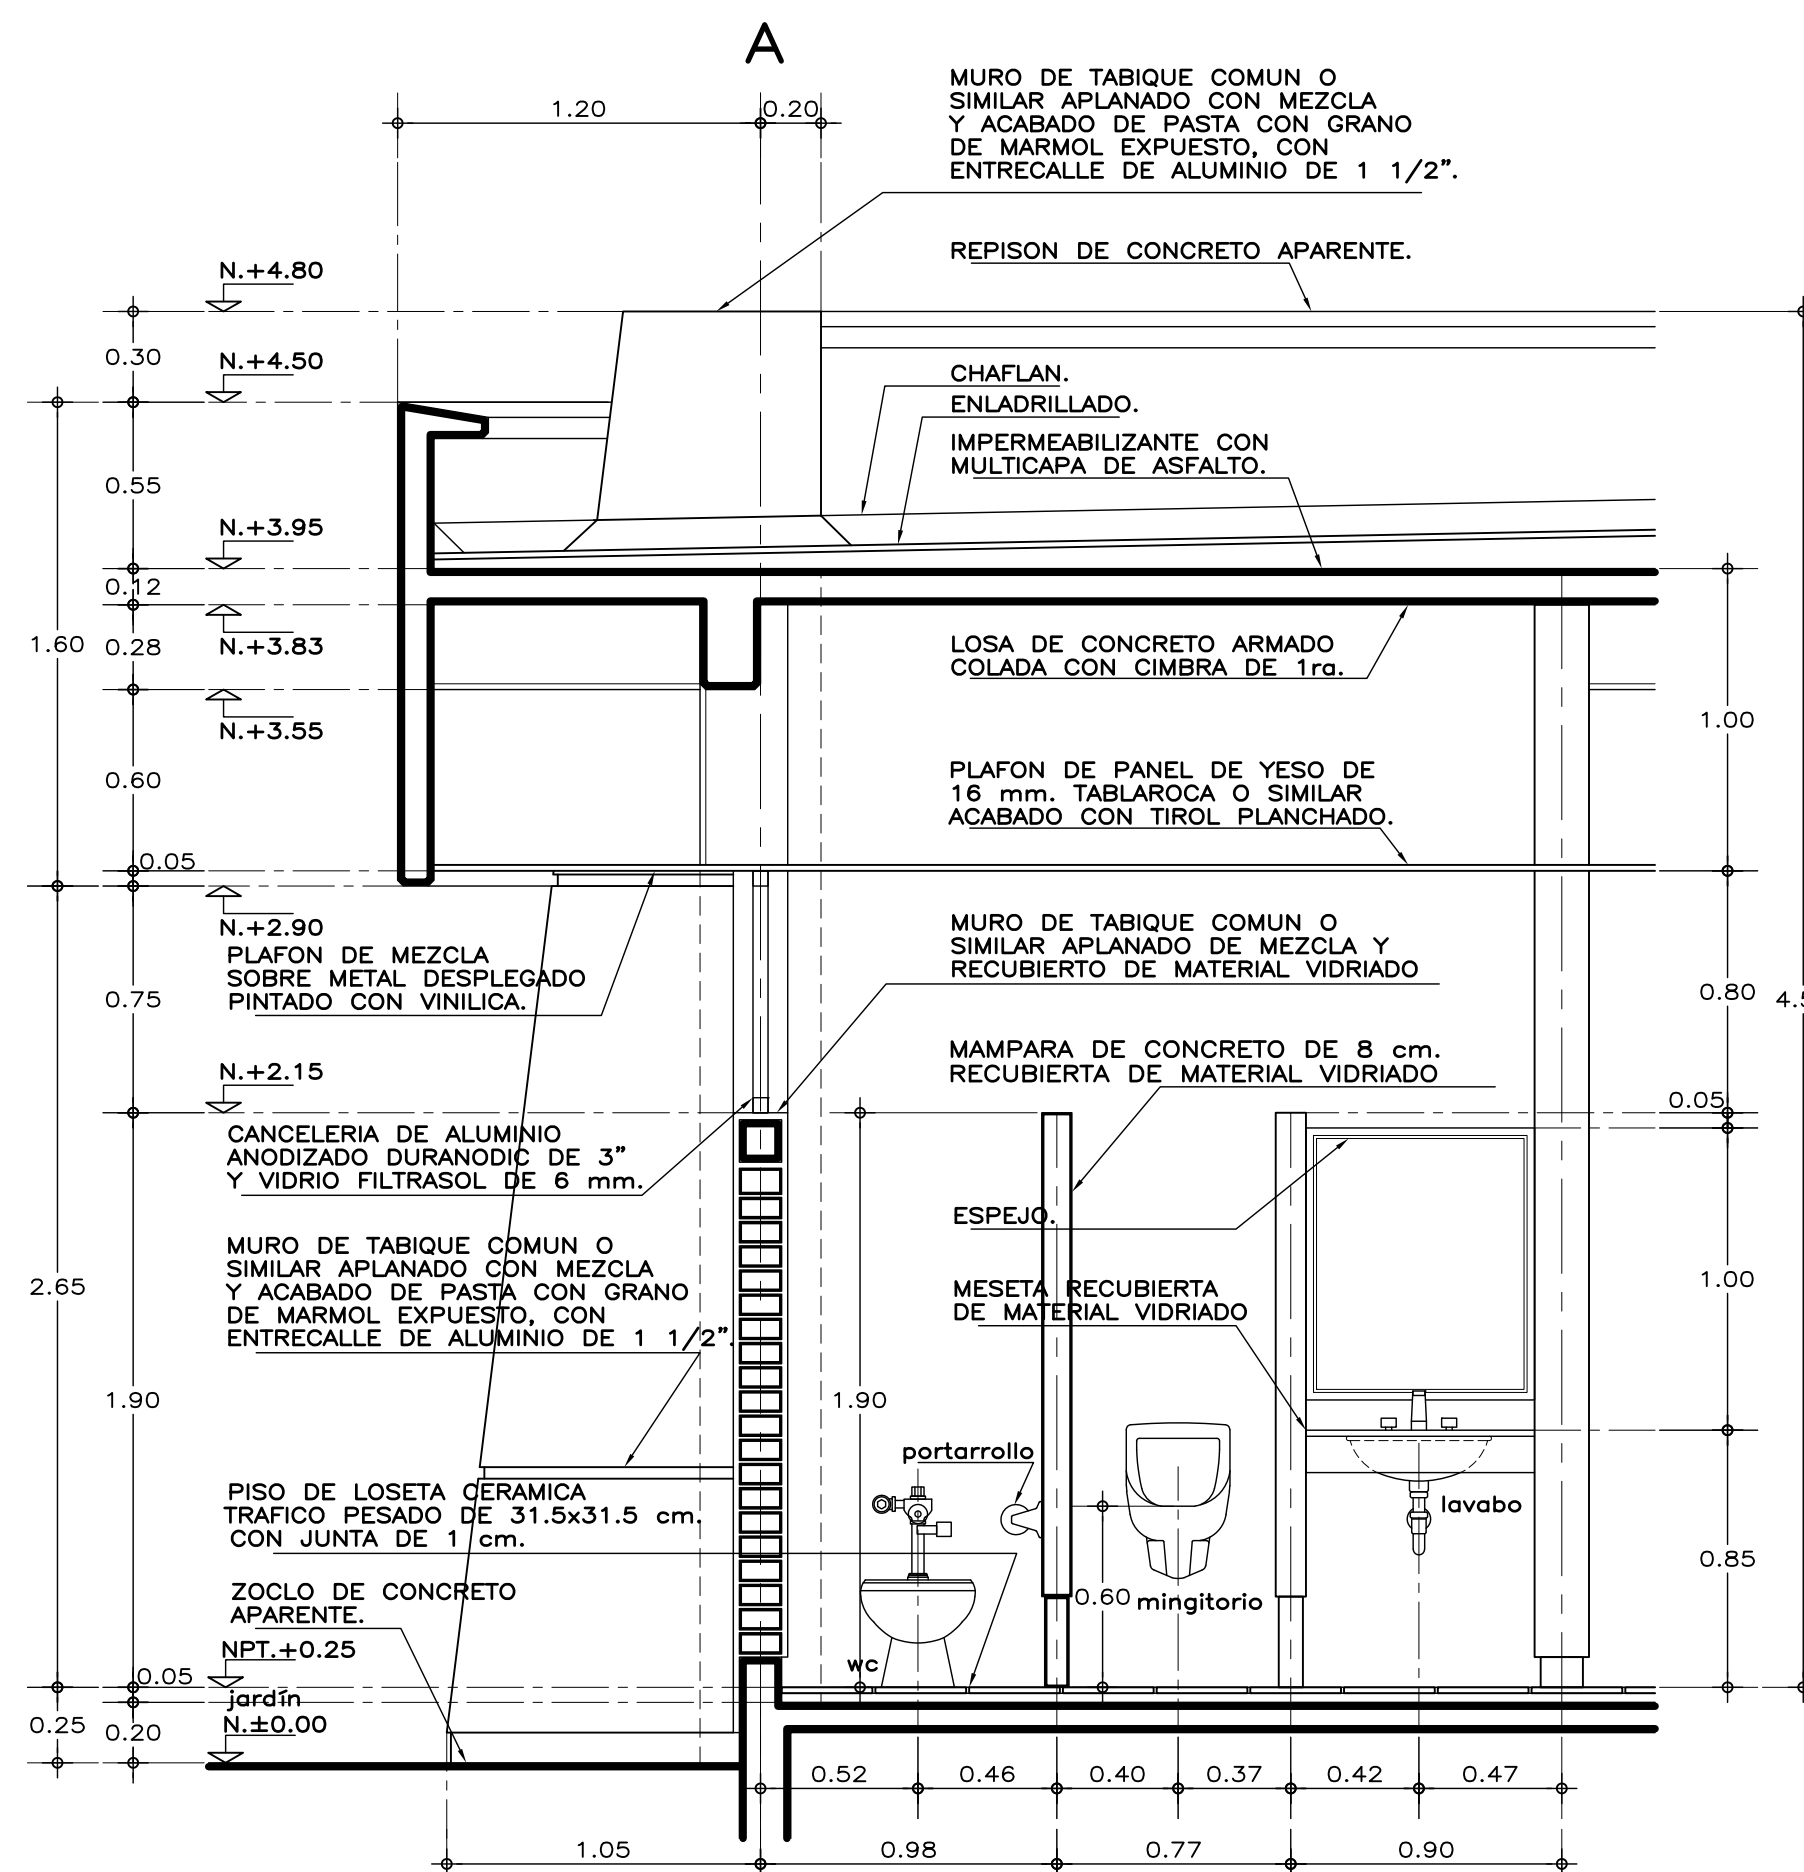 A
1.20
0.20
MURO DE TABIQUE COMUN O
SIMILAR APLANADO CON MEZCLA
Y ACABADO DE PASTA CON GRANO
DE MARMOL EXPUESTO, CON
ENTRECALLE DE ALUMINIO DE 1 1/2".
REPISON DE CONCRETO APARENTE.
N.+4.80
0.30
N.+4.50
CHAFLAN.
ENLADRILLADO.
IMPERMEABILIZANTE CON
MULTICAPA DE ASFALTO.
0.55
N.+3.95
0.12
1.60
0.28
N.+3.83
LOSA DE CONCRETO ARMADO
COLADA CON CIMBRA DE 1ra.
N.+3.55
1.00
0.60
PLAFON DE PANEL DE YESO DE
16 mm. TABLAROCA O SIMILAR
ACABADO CON TIROL PLANCHADO.
0.05
N.+2.90
PLAFON DE MEZCLA
SOBRE METAL DESPLEGADO
PINTADO CON VINILICA.
0.75
MURO DE TABIQUE COMUN O
SIMILAR APLANADO DE MEZCLA Y
RECUBIERTO DE MATERIAL VIDRIADO
0.80
MAMPARA DE CONCRETO DE 8 cm.
RECUBIERTA DE MATERIAL VIDRIADO
N.+2.15
0.05
CANCELERIA DE ALUMINIO
ANODIZADO DURANODIC DE 3"
Y VIDRIO FILTRASOL DE 6 mm.
ESPEJO.
MURO DE TABIQUE COMUN O
SIMILAR APLANADO CON MEZCLA
Y ACABADO DE PASTA CON GRANO
DE MARMOL EXPUESTO, CON
ENTRECALLE DE ALUMINIO DE 1 1/2".
2.65
MESETA RECUBIERTA
DE MATERIAL VIDRIADO
1.00
1.90
1.90
portarrollo
PISO DE LOSETA CERAMICA
TRAFICO PESADO DE 31.5x31.5 cm.
CON JUNTA DE 1 cm.
lavabo
0.85
ZOCLO DE CONCRETO
APARENTE.
0.60
mingitorio
NPT.+0.25
wc
0.05
jardín
N.±0.00
0.25
0.20
0.52
0.46
0.40
0.37
0.42
0.47
1.05
0.98
0.77
0.90